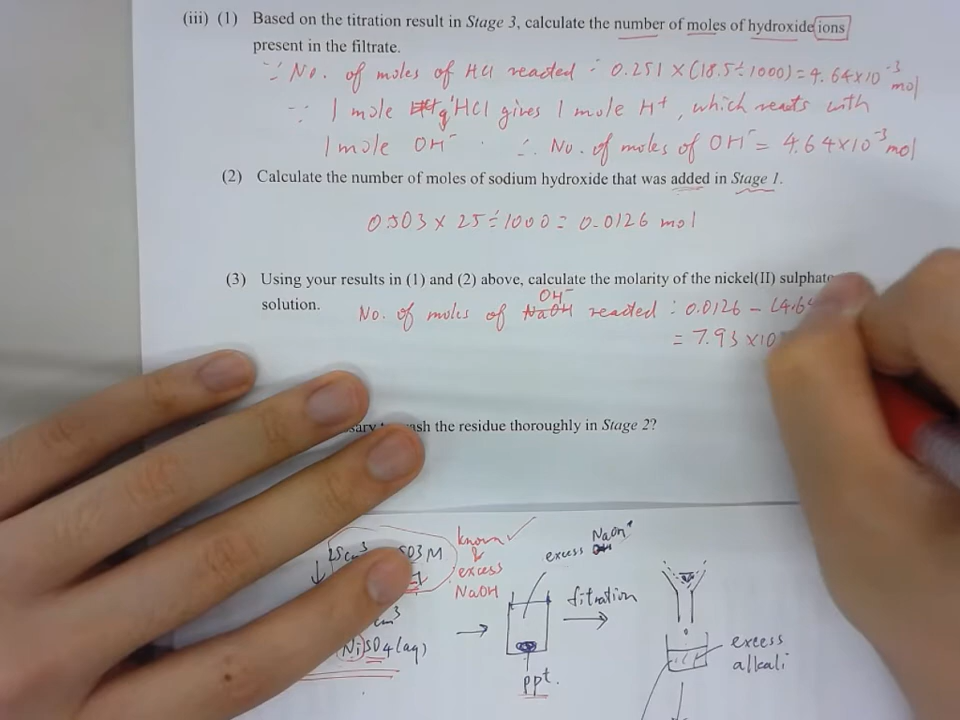 (iii) (1) Based on the titration result in Stage 3, calculate the number of moles of hydroxide ions
present in the filtrate.
∵ No. of moles of HCl reacted : 0.251 × (18.5÷1000) = 4.64×10⁻³ mol
∵ 1 mole HCl gives 1 mole H⁺, which reacts with
1 mole OH⁻. ∴ No. of moles of OH⁻ = 4.64×10⁻³ mol
(2) Calculate the number of moles of sodium hydroxide that was added in Stage 1.
0.503 × 25÷1000 = 0.0126 mol
(3) Using your results in (1) and (2) above, calculate the molarity of the nickel(II) sulphate
solution.
OH⁻
No. of moles of NaOH reacted : 0.0126 - (4.6
= 7.93 ×10
the residue thoroughly in Stage 2?
25cm³ 503 M
known
&
excess
NaOH
cm³
NiSO4(aq)
excess NaOH
ppt.
filtration
excess
alkali